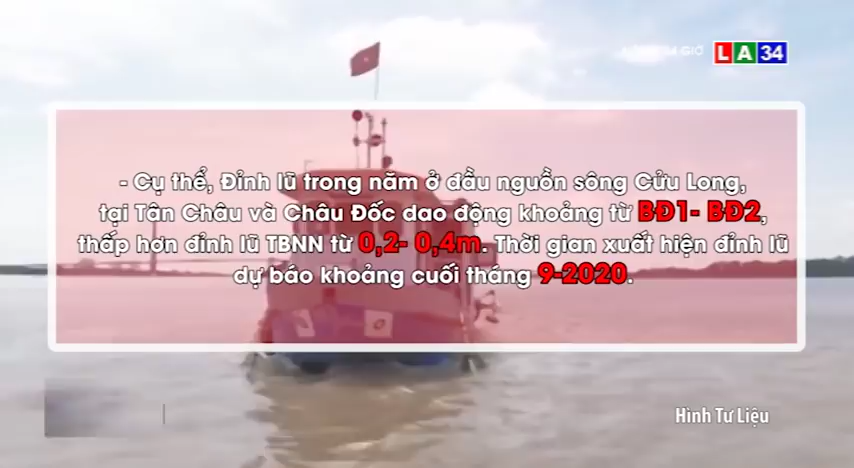 LA34
- Cụ thể, Đỉnh lũ trong năm ở đầu nguồn sông Cửu Long,
tại Tân Châu và Châu Đốc dao động khoảng từ BĐ1- BĐ2,
thấp hơn đỉnh lũ TBNN từ 0,2- 0,4m. Thời gian xuất hiện đỉnh lũ
dự báo khoảng cuối tháng 9-2020.
Hình Tư Liệu